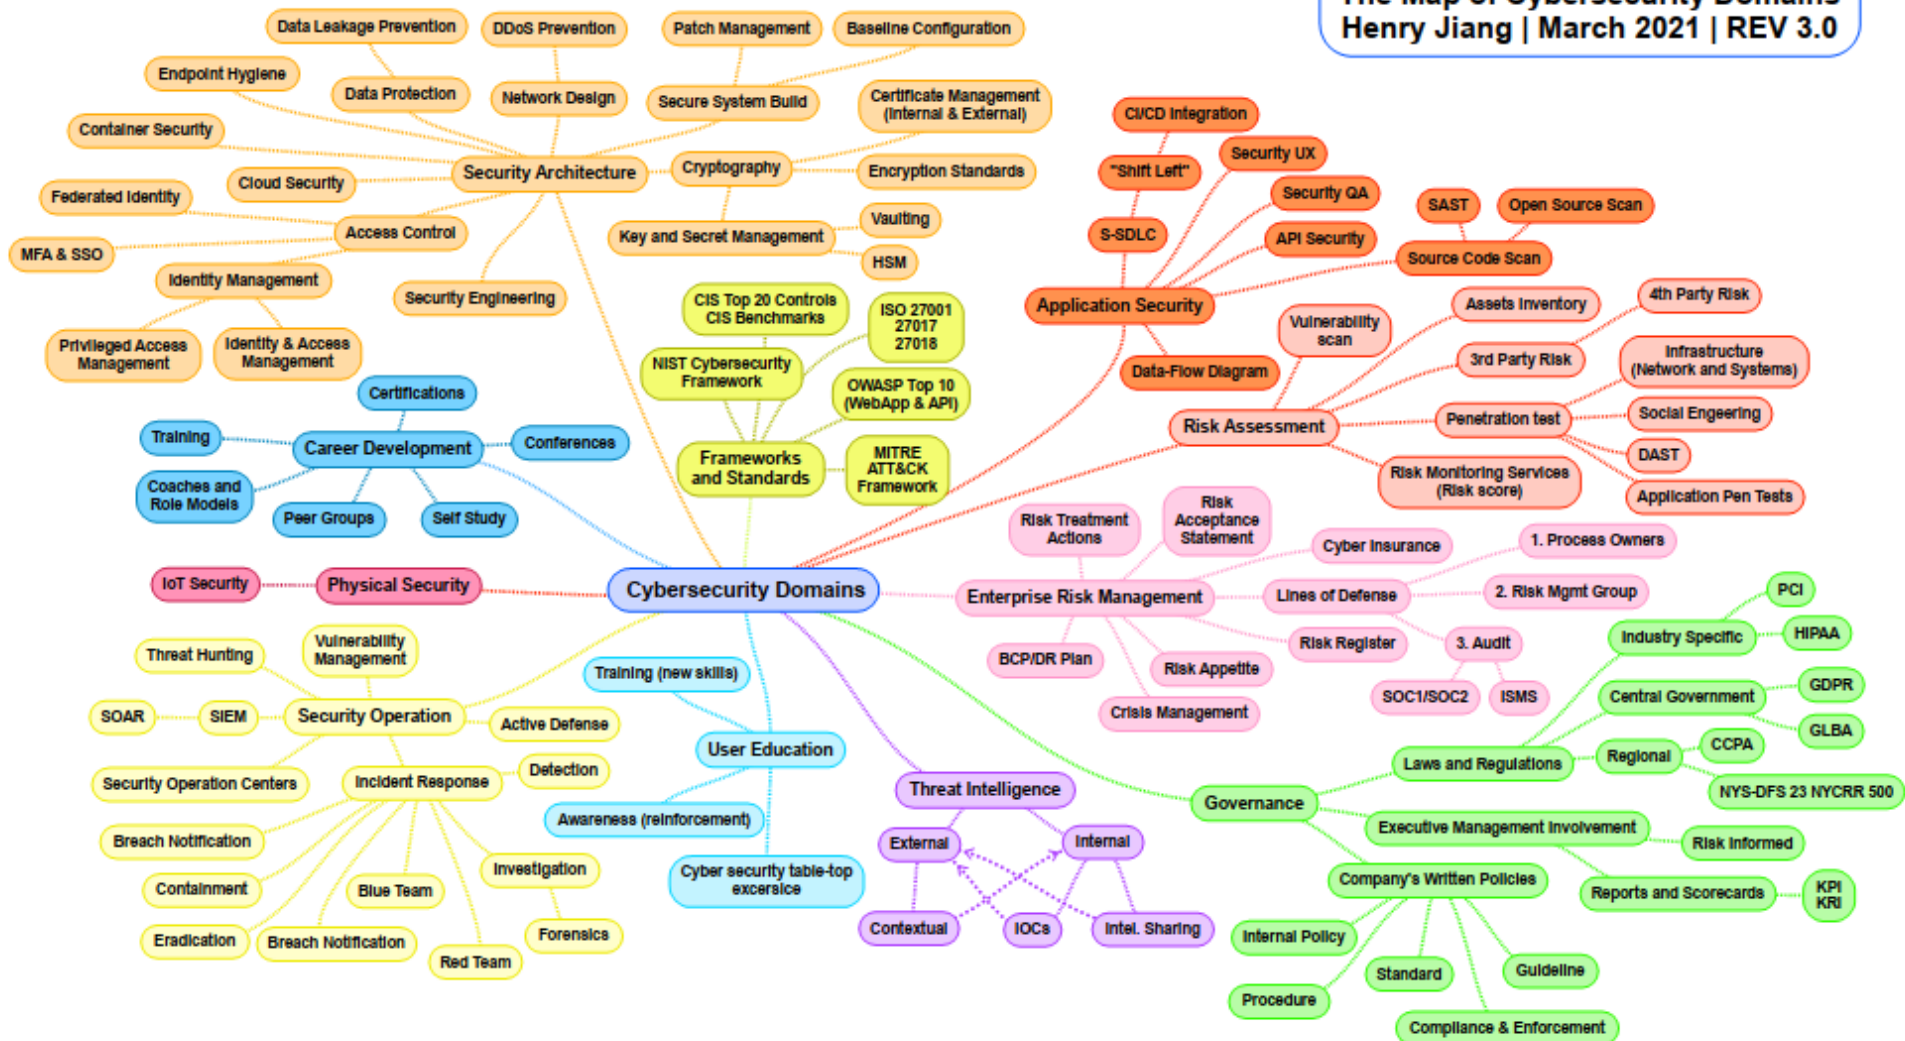 The Map of Cybersecurity Domains
Henry Jiang | March 2021 | REV 3.0
Data Leakage Prevention
DDoS Prevention
Patch Management
Baseline Configuration
Endpoint Hygiene
Data Protection
Network Design
Secure System Build
Certificate Management
(Internal & External)
Container Security
Security Architecture
Cryptography
Encryption Standards
Cloud Security
Federated Identity
Access Control
MFA & SSO
Key and Secret Management
Vaulting
HSM
Identity Management
Security Engineering
Privileged Access
Management
Identity & Access
Management
CI/CD Integration
"Shift Left"
S-SDLC
Security UX
Security QA
API Security
SAST
Open Source Scan
Source Code Scan
Application Security
Data-Flow Diagram
CIS Top 20 Controls
CIS Benchmarks
ISO 27001
27017
27018
NIST Cybersecurity
Framework
OWASP Top 10
(WebApp & API)
Frameworks
and Standards
MITRE
ATT&CK
Framework
Vulnerability
scan
Assets Inventory
4th Party Risk
3rd Party Risk
Infrastructure
(Network and Systems)
Risk Assessment
Penetration test
Social Engeering
DAST
Risk Monitoring Services
(Risk score)
Application Pen Tests
Certifications
Training
Career Development
Conferences
Coaches and
Role Models
Peer Groups
Self Study
IoT Security
Physical Security
Cybersecurity Domains
Risk Treatment
Actions
Risk
Acceptance
Statement
Cyber Insurance
1. Process Owners
Enterprise Risk Management
Lines of Defense
2. Risk Mgmt Group
Risk Register
3. Audit
BCP/DR Plan
Risk Appetite
SOC1/SOC2
ISMS
Crisis Management
Threat Hunting
Vulnerability
Management
SOAR
SIEM
Security Operation
Active Defense
Security Operation Centers
Incident Response
Detection
Breach Notification
Containment
Blue Team
Investigation
Eradication
Breach Notification
Red Team
Forensics
Training (new skills)
User Education
Awareness (reinforcement)
Cyber security table-top
excersice
Threat Intelligence
External
Internal
Contextual
IOCs
Intel. Sharing
PCI
Industry Specific
HIPAA
Central Government
GDPR
GLBA
Laws and Regulations
Regional
CCPA
NYS-DFS 23 NYCRR 500
Governance
Executive Management Involvement
Risk Informed
Company's Written Policies
Reports and Scorecards
KPI
KRI
Internal Policy
Standard
Guideline
Procedure
Compliance & Enforcement